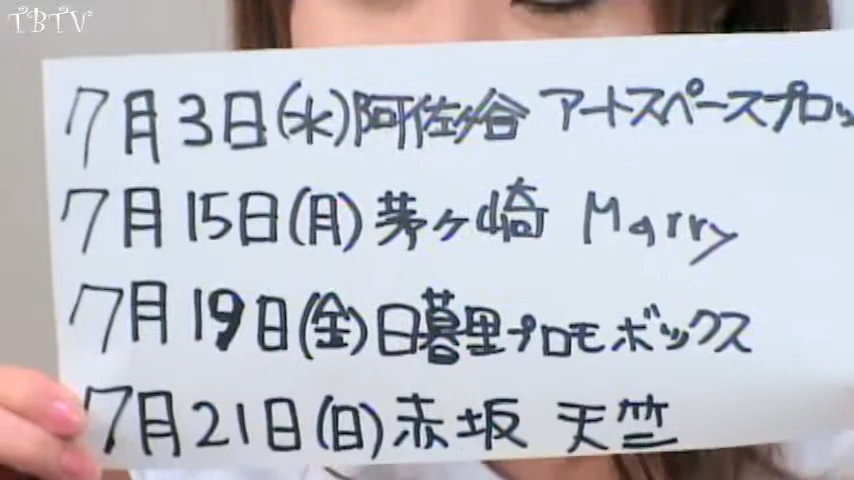 TBTV
7月3日(水)阿佐ヶ谷 アートスペースプロッ
7月15日(月)茅ヶ崎 Marry
7月19日(金)日暮里プロモボックス
7月21日(日)赤坂 天竺